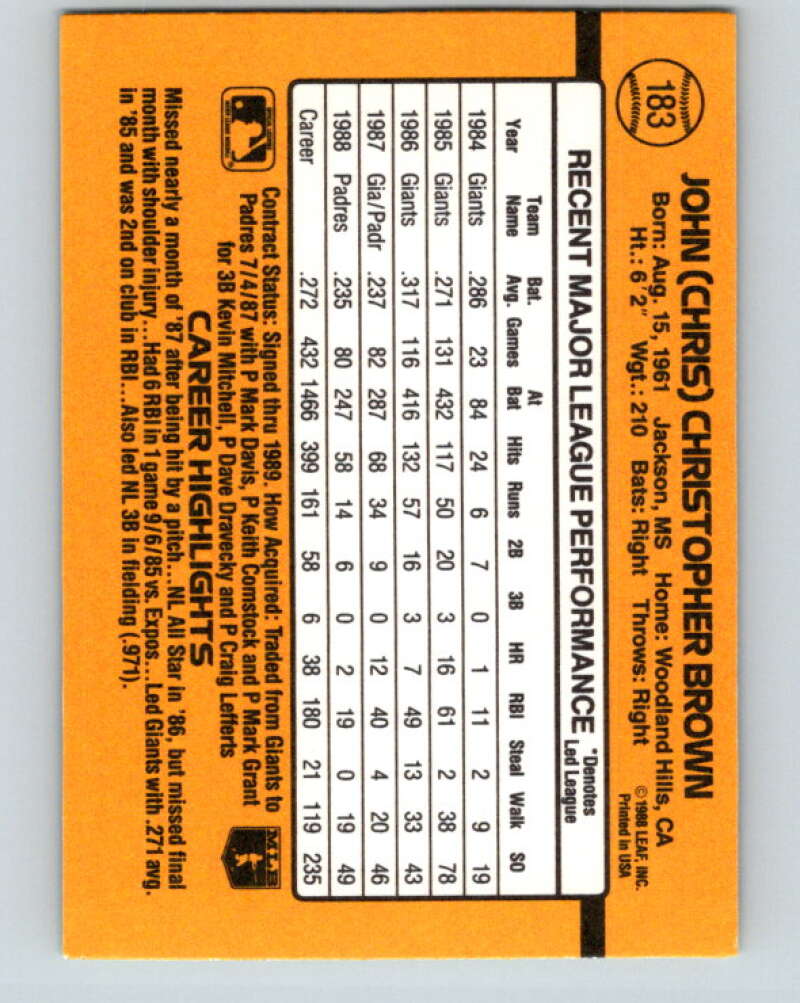 183
JOHN (CHRIS) CHRISTOPHER BROWN
Born: Aug. 15, 1961 Jackson, MS Home: Woodland Hills, CA
Ht.: 6'2" Wgt.: 210 Bats: Right Throws: Right
©1988 LEAF, INC.
Printed in USA
RECENT MAJOR LEAGUE PERFORMANCE
*Denotes
Led League
Year Team Name Bat. Avg. Games At Bat Hits Runs 2B 3B HR RBI Steal Walk SO
1984 Giants .286 23 84 24 6 7 0 1 11 2 9 19
1985 Giants .271 131 432 117 50 20 3 16 61 2 38 78
1986 Giants .317 116 416 132 57 16 3 7 49 13 33 43
1987 Gia/Padr .237 82 287 68 34 9 0 12 40 4 20 46
1988 Padres .235 80 247 58 14 6 0 2 19 0 19 49
Career .272 432 1466 399 161 58 6 38 180 21 119 235
Contract Status: Signed thru 1989. How Acquired: Traded from Giants to
Padres 7/4/87 with P Mark Davis, P Keith Comstock and P Mark Grant
for 3B Kevin Mitchell, P Dave Dravecky and P Craig Lefferts
MLB
CAREER HIGHLIGHTS
Missed nearly a month of '87 after being hit by a pitch...NL All Star in '86, but missed final
month with shoulder injury...Had 6 RBI in 1 game 9/6/85 vs. Expos...Led Giants with .271 avg.
in '85 and was 2nd on club in RBI...Also led NL 3B in fielding (.971).